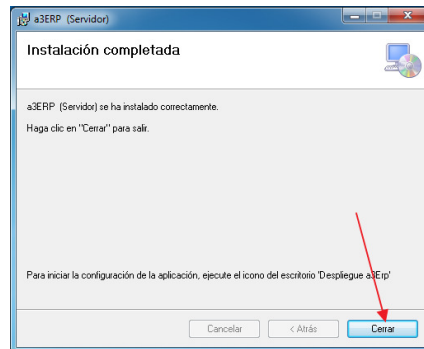 a3ERP (Servidor)
Instalación completada
a3ERP (Servidor) se ha instalado correctamente.
Haga clic en "Cerrar" para salir.
Para iniciar la configuración de la aplicación, ejecute el icono del escritorio 'Despliegue a3Erp'
Cancelar < Atrás Cerrar